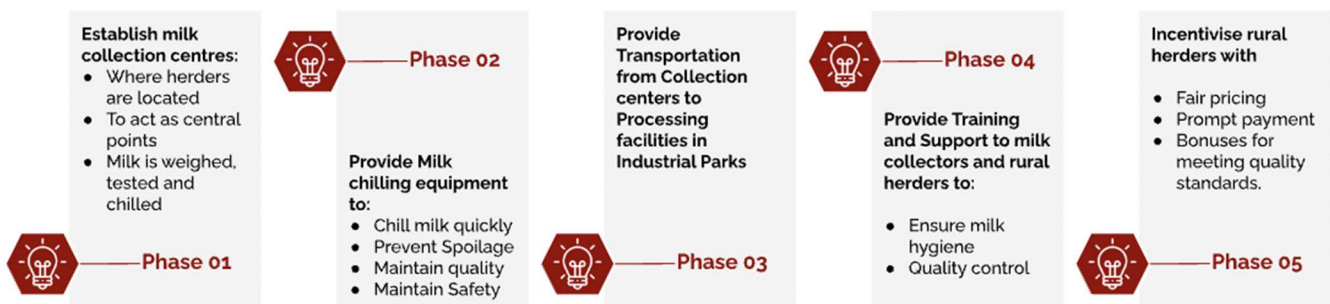 Establish milk
collection centres:
● Where herders
are located
● To act as central
points
● Milk is weighed,
tested and
chilled
Phase 01
Phase 02
Provide Milk
chilling equipment
to:
● Chill milk quickly
● Prevent Spoilage
● Maintain quality
● Maintain Safety
Provide
Transportation
from Collection
centers to
Processing
facilities in
Industrial Parks
Phase 03
Phase 04
Provide Training
and Support to milk
collectors and rural
herders to:
● Ensure milk
hygiene
● Quality control
Incentivise rural
herders with
● Fair pricing
● Prompt payment
● Bonuses for
meeting quality
standards.
Phase 05